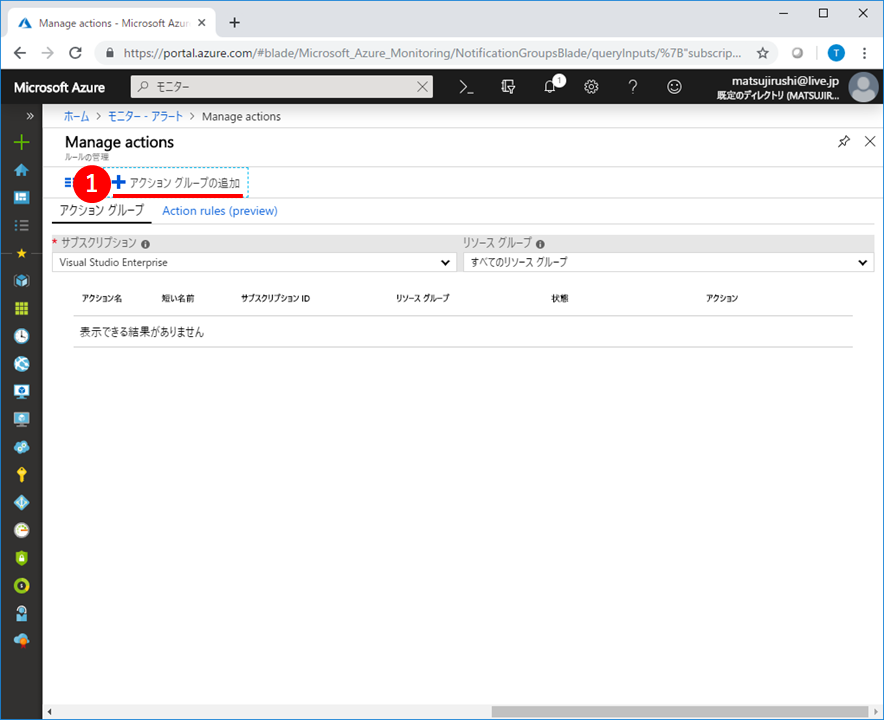 Manage actions - Microsoft Azur
https://portal.azure.com/#blade/Microsoft_Azure_Monitoring/NotificationGroupsBlade/queryInputs/%7B"subscrip...
T
Microsoft Azure
モニター
1
matsujirushi@live.jp
既定のディレクトリ (MATSUJIR...
ホーム > モニター - アラート > Manage actions
Manage actions
ルールの管理
1
アクション グループの追加
アクション グループ
Action rules (preview)
* サブスクリプション
リソース グループ
Visual Studio Enterprise
すべてのリソース グループ
アクション名 短い名前 サブスクリプション ID リソース グループ 状態 アクション
表示できる結果がありません